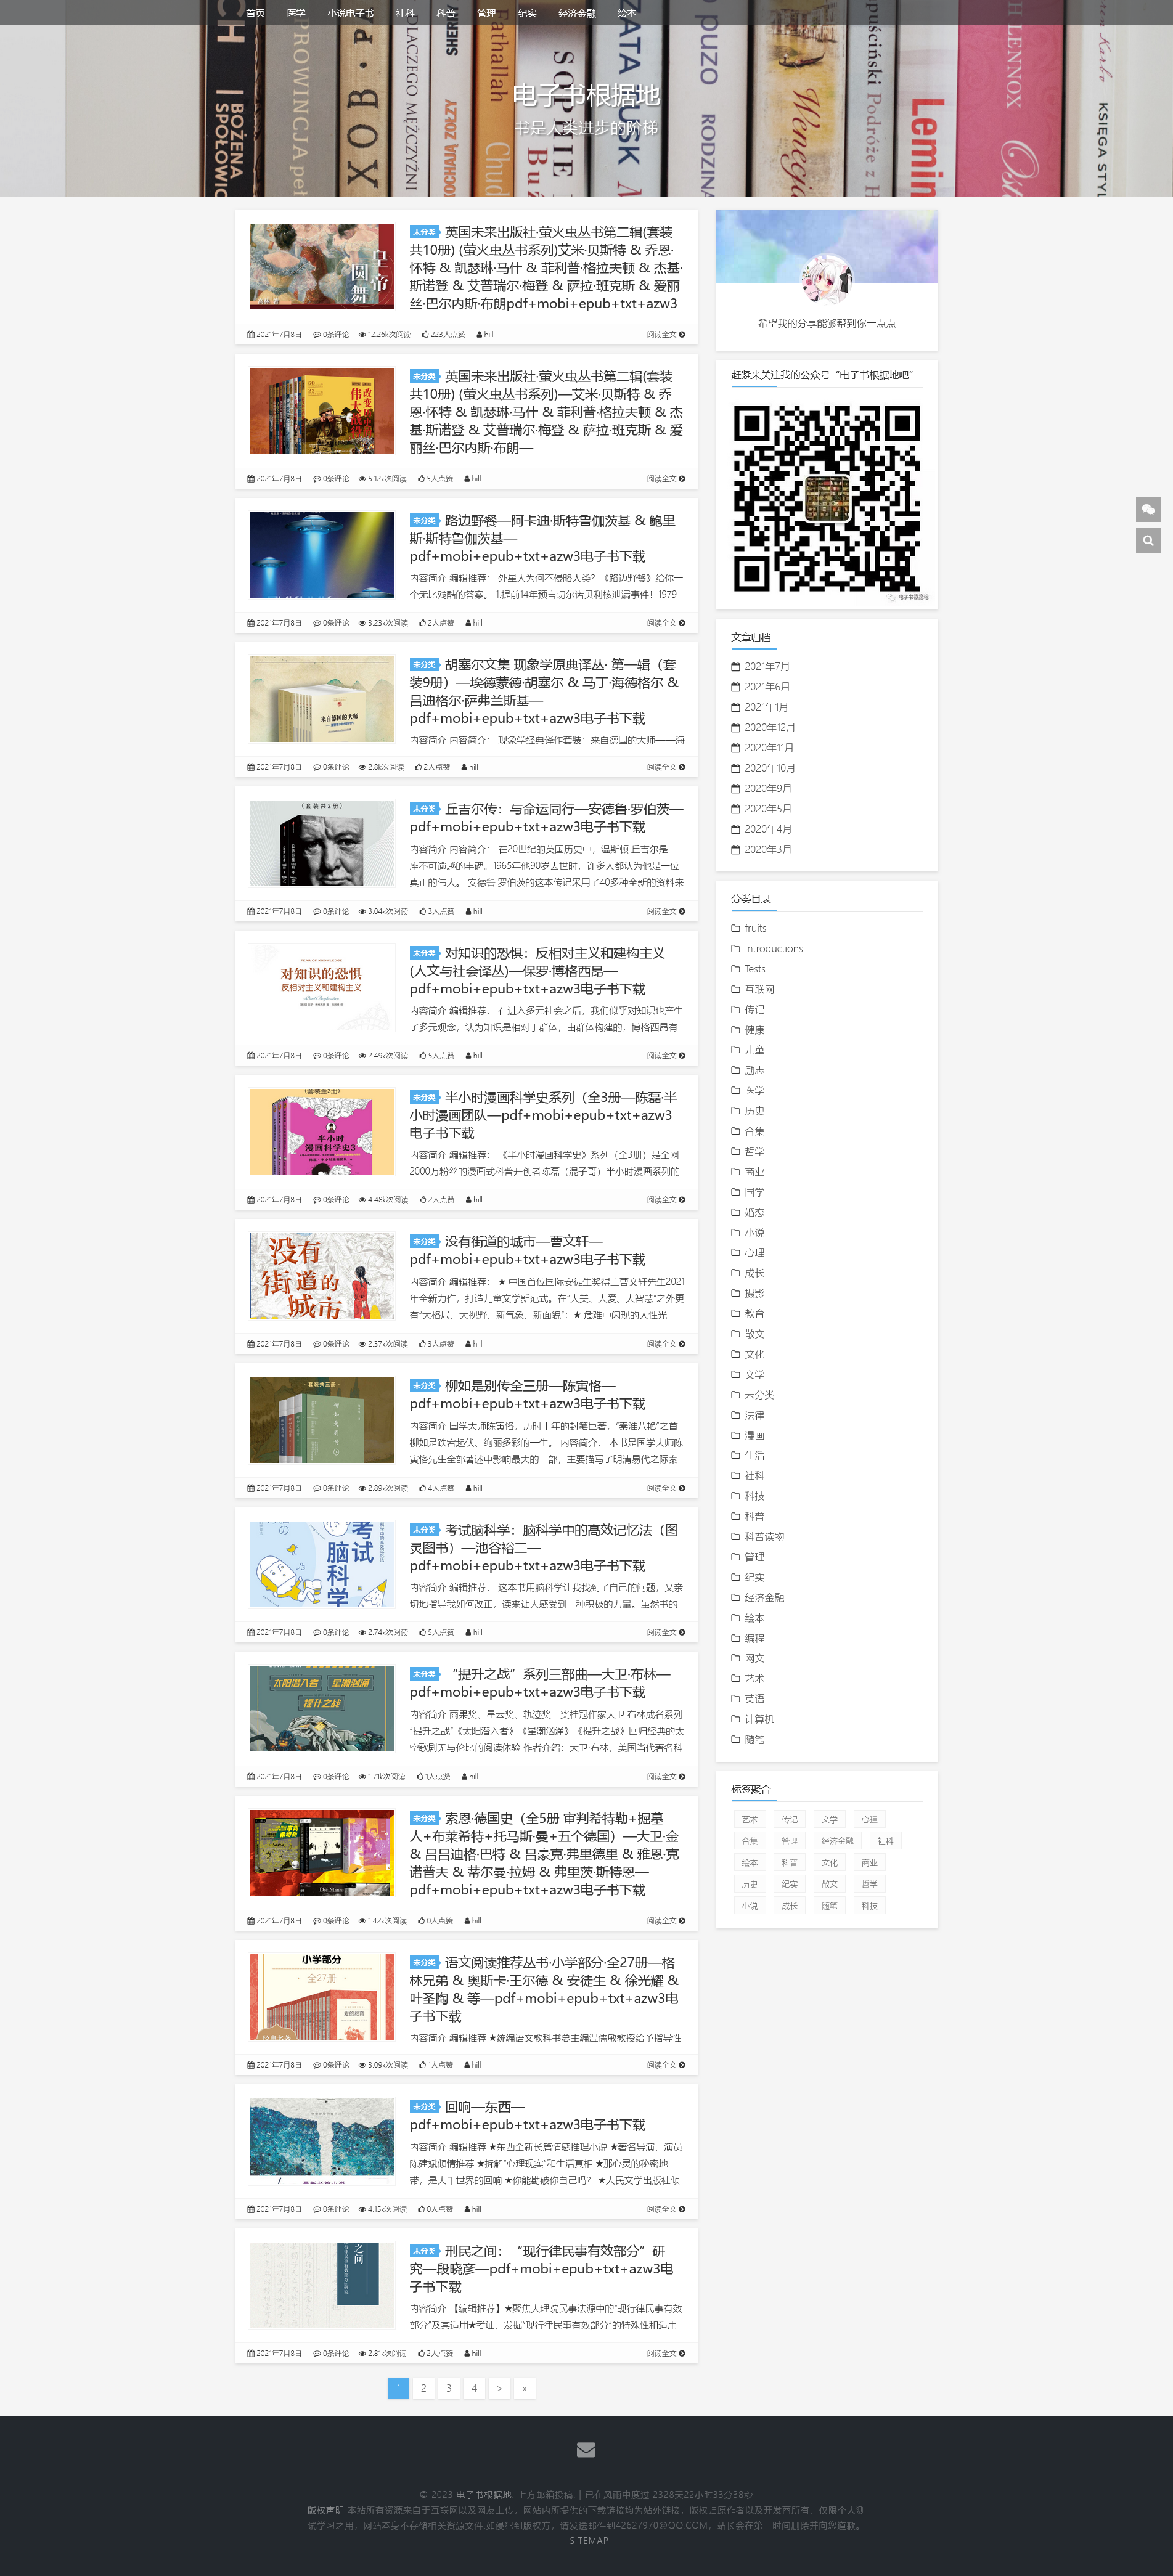 首页 医学 小说电子书 社科 科普 管理 纪实 经济金融 绘本
电子书根据地
书是人类进步的阶梯
未分类 英国未来出版社·萤火虫丛书第二辑(套装
共10册) (萤火虫丛书系列)艾米·贝斯特 & 乔恩·
怀特 & 凯瑟琳·马什 & 菲利普·格拉夫顿 & 杰基·
斯诺登 & 艾普瑞尔·梅登 & 萨拉·班克斯 & 爱丽
丝·巴尔内斯·布朗pdf+mobi+epub+txt+azw3
2021年7月8日 0条评论 12.26k次阅读 223人点赞 hill 阅读全文
未分类 英国未来出版社·萤火虫丛书第二辑(套装
共10册) (萤火虫丛书系列)—艾米·贝斯特 & 乔
恩·怀特 & 凯瑟琳·马什 & 菲利普·格拉夫顿 & 杰
基·斯诺登 & 艾普瑞尔·梅登 & 萨拉·班克斯 & 爱
丽丝·巴尔内斯·布朗—
2021年7月8日 0条评论 5.12k次阅读 5人点赞 hill 阅读全文
未分类 路边野餐—阿卡迪·斯特鲁伽茨基 & 鲍里
斯·斯特鲁伽茨基—
pdf+mobi+epub+txt+azw3电子书下载
内容简介 编辑推荐： 外星人为何不侵略人类？《路边野餐》给你一
个无比残酷的答案。 1.提前14年预言切尔诺贝利核泄漏事件！1979
2021年7月8日 0条评论 3.23k次阅读 2人点赞 hill 阅读全文
未分类 胡塞尔文集 现象学原典译丛· 第一辑（套
装9册）—埃德蒙德·胡塞尔 & 马丁·海德格尔 &
吕迪格尔·萨弗兰斯基—
pdf+mobi+epub+txt+azw3电子书下载
内容简介 内容简介： 现象学经典译作套装：来自德国的大师——海
2021年7月8日 0条评论 2.8k次阅读 2人点赞 hill 阅读全文
未分类 丘吉尔传：与命运同行—安德鲁·罗伯茨—
pdf+mobi+epub+txt+azw3电子书下载
内容简介 内容简介： 在20世纪的英国历史中，温斯顿·丘吉尔是一
座不可逾越的丰碑。1965年他90岁去世时，许多人都认为他是一位
真正的伟人。 安德鲁·罗伯茨的这本传记采用了40多种全新的资料来
2021年7月8日 0条评论 3.04k次阅读 3人点赞 hill 阅读全文
对知识的恐惧
反相对主义和建构主义
未分类 对知识的恐惧：反相对主义和建构主义
(人文与社会译丛)—保罗·博格西昂—
pdf+mobi+epub+txt+azw3电子书下载
内容简介 编辑推荐： 在进入多元社会之后，我们似乎对知识也产生
了多元观念，认为知识是相对于群体，由群体构建的，博格西昂有
2021年7月8日 0条评论 2.49k次阅读 5人点赞 hill 阅读全文
半小时
漫画科学史3
未分类 半小时漫画科学史系列（全3册—陈磊·半
小时漫画团队—pdf+mobi+epub+txt+azw3
电子书下载
内容简介 编辑推荐： 《半小时漫画科学史》系列（全3册）是全网
2000万粉丝的漫画式科普开创者陈磊（混子哥）半小时漫画系列的
2021年7月8日 0条评论 4.48k次阅读 2人点赞 hill 阅读全文
没有
街道的
城市
未分类 没有街道的城市—曹文轩—
pdf+mobi+epub+txt+azw3电子书下载
内容简介 编辑推荐： ★ 中国首位国际安徒生奖得主曹文轩先生2021
年全新力作，打造儿童文学新范式。在“大美、大爱、大智慧”之外更
有“大格局、大视野、新气象、新面貌”；★ 危难中闪现的人性光
2021年7月8日 0条评论 2.37k次阅读 3人点赞 hill 阅读全文
未分类 柳如是别传全三册—陈寅恪—
pdf+mobi+epub+txt+azw3电子书下载
内容简介 国学大师陈寅恪，历时十年的封笔巨著，“秦淮八艳”之首
柳如是跌宕起伏、绚丽多彩的一生。 内容简介： 本书是国学大师陈
寅恪先生全部著述中影响最大的一部，主要描写了明清易代之际秦
2021年7月8日 0条评论 2.89k次阅读 4人点赞 hill 阅读全文
考试
脑科学
未分类 考试脑科学：脑科学中的高效记忆法（图
灵图书）—池谷裕二—
pdf+mobi+epub+txt+azw3电子书下载
内容简介 编辑推荐： 这本书用脑科学让我找到了自己的问题，又亲
切地指导我如何改正，读来让人感受到一种积极的力量。虽然书的
2021年7月8日 0条评论 2.74k次阅读 5人点赞 hill 阅读全文
太阳潜入者 星潮汹涌
提升之战
未分类 “提升之战”系列三部曲—大卫·布林—
pdf+mobi+epub+txt+azw3电子书下载
内容简介 雨果奖、星云奖、轨迹奖三奖桂冠作家大卫·布林成名系列
“提升之战”《太阳潜入者》《星潮汹涌》《提升之战》回归经典的太
空歌剧无与伦比的阅读体验 作者介绍：大卫·布林，美国当代著名科
2021年7月8日 0条评论 1.71k次阅读 1人点赞 hill 阅读全文
未分类 索恩·德国史（全5册 审判希特勒+掘墓
人+布莱希特+托马斯·曼+五个德国）—大卫·金
& 吕吕迪格·巴特 & 吕豪克·弗里德里 & 雅恩·克
诺普夫 & 蒂尔曼·拉姆 & 弗里茨·斯特恩—
pdf+mobi+epub+txt+azw3电子书下载
2021年7月8日 0条评论 1.42k次阅读 0人点赞 hill 阅读全文
小学部分
全27册
未分类 语文阅读推荐丛书·小学部分·全27册—格
林兄弟 & 奥斯卡·王尔德 & 安徒生 & 徐光耀 &
叶圣陶 & 等—pdf+mobi+epub+txt+azw3电
子书下载
内容简介 编辑推荐 ★统编语文教科书总主编温儒敏教授给予指导性
2021年7月8日 0条评论 3.09k次阅读 1人点赞 hill 阅读全文
未分类 回响—东西—
pdf+mobi+epub+txt+azw3电子书下载
内容简介 编辑推荐 ★东西全新长篇情感推理小说 ★著名导演、演员
陈建斌倾情推荐 ★拆解“心理现实”和生活真相 ★那心灵的秘密地
带，是大千世界的回响 ★你能勘破你自己吗？ ★人民文学出版社倾
2021年7月8日 0条评论 4.15k次阅读 0人点赞 hill 阅读全文
未分类 刑民之间：“现行律民事有效部分”研
究—段晓彦—pdf+mobi+epub+txt+azw3电
子书下载
内容简介 【编辑推荐】★聚焦大理院民事法源中的“现行律民事有效
部分”及其适用★考证、发掘“现行律民事有效部分”的特殊性和适用
2021年7月8日 0条评论 2.81k次阅读 2人点赞 hill 阅读全文
1 2 3 4 > »
希望我的分享能够帮到你一点点
赶紧来关注我的公众号“电子书根据地吧”
电子书根据地
文章归档
2021年7月
2021年6月
2021年1月
2020年12月
2020年11月
2020年10月
2020年9月
2020年5月
2020年4月
2020年3月
分类目录
fruits
Introductions
Tests
互联网
传记
健康
儿童
励志
医学
历史
合集
哲学
商业
国学
婚恋
小说
心理
成长
摄影
教育
散文
文化
文学
未分类
法律
漫画
生活
社科
科技
科普
科普读物
管理
纪实
经济金融
绘本
编程
网文
艺术
英语
计算机
随笔
标签聚合
艺术 传记 文学 心理
合集 管理 经济金融 社科
绘本 科普 文化 商业
历史 纪实 散文 哲学
小说 成长 随笔 科技
© 2023 电子书根据地. 上方邮箱投稿. | 已在风雨中度过 2328天22小时33分38秒
版权声明 本站所有资源来自于互联网以及网友上传，网站内所提供的下载链接均为站外链接，版权归原作者以及开发商所有，仅限个人测
试学习之用，网站本身不存储相关资源文件.如侵犯到版权方，请发送邮件到42627970@QQ.COM，站长会在第一时间删除并向您道歉。
| SITEMAP